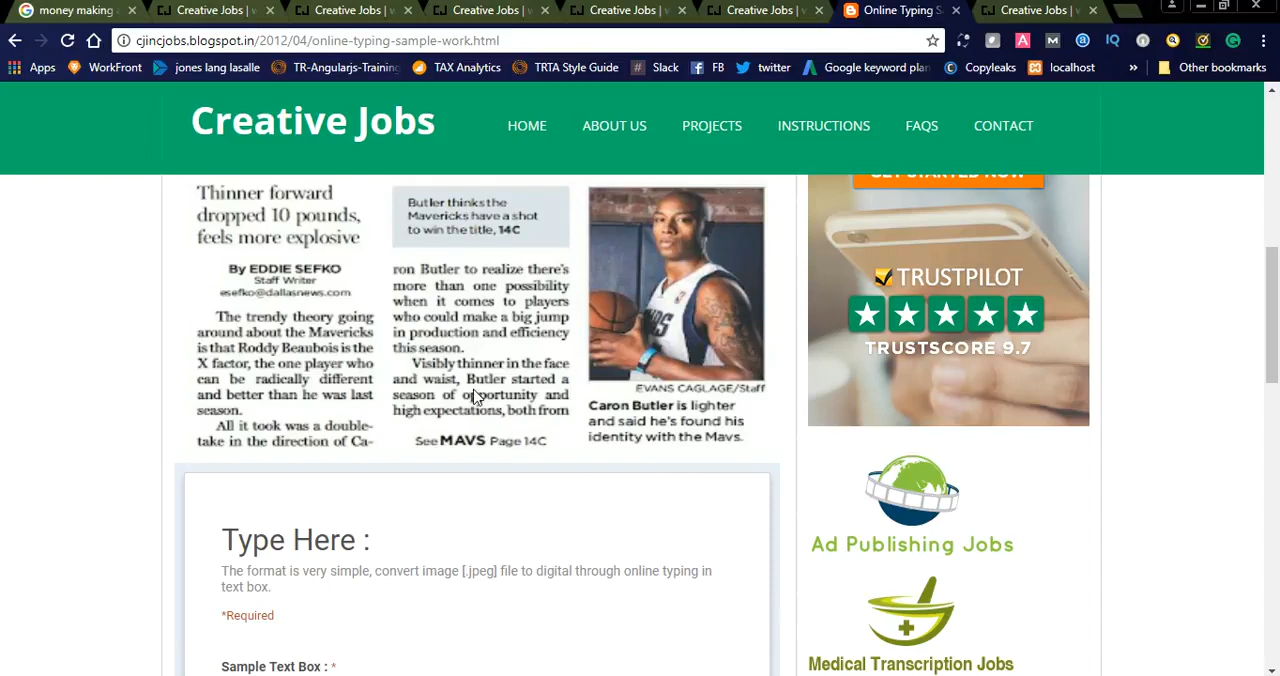 money making
Creative Jobs | v
Creative Jobs | v
Creative Jobs | v
Creative Jobs | v
Creative Jobs | v
Online Typing S
Creative Jobs | v
cjincjobs.blogspot.in/2012/04/online-typing-sample-work.html
Apps
WorkFront
jones lang lasalle
TR-Angularjs-Training
TAX Analytics
TRTA Style Guide
Slack
FB
twitter
Google keyword plan
Copyleaks
localhost
»
Other bookmarks
Creative Jobs
HOME
ABOUT US
PROJECTS
INSTRUCTIONS
FAQS
CONTACT
Thinner forward
dropped 10 pounds,
feels more explosive
By EDDIE SEFKO
Staff Writer
esefko@dallasnews.com
The trendy theory going
around about the Mavericks
is that Roddy Beaubois is the
X factor, the one player who
can be radically different
and better than he was last
season.
All it took was a double-
take in the direction of Ca-
Butler thinks the
Mavericks have a shot
to win the title, 14C
ron Butler to realize there's
more than one possibility
when it comes to players
who could make a big jump
in production and efficiency
this season.
Visibly thinner in the face
and waist, Butler started a
season of opportunity and
high expectations, both from
See MAVS Page 14C
EVANS CAGLAGE/Staff
Caron Butler is lighter
and said he's found his
identity with the Mavs.
GET STARTED NOW
TRUSTPILOT
TRUSTSCORE 9.7
Ad Publishing Jobs
Medical Transcription Jobs
Type Here :
The format is very simple, convert image [.jpeg] file to digital through online typing in
text box.
*Required
Sample Text Box : *